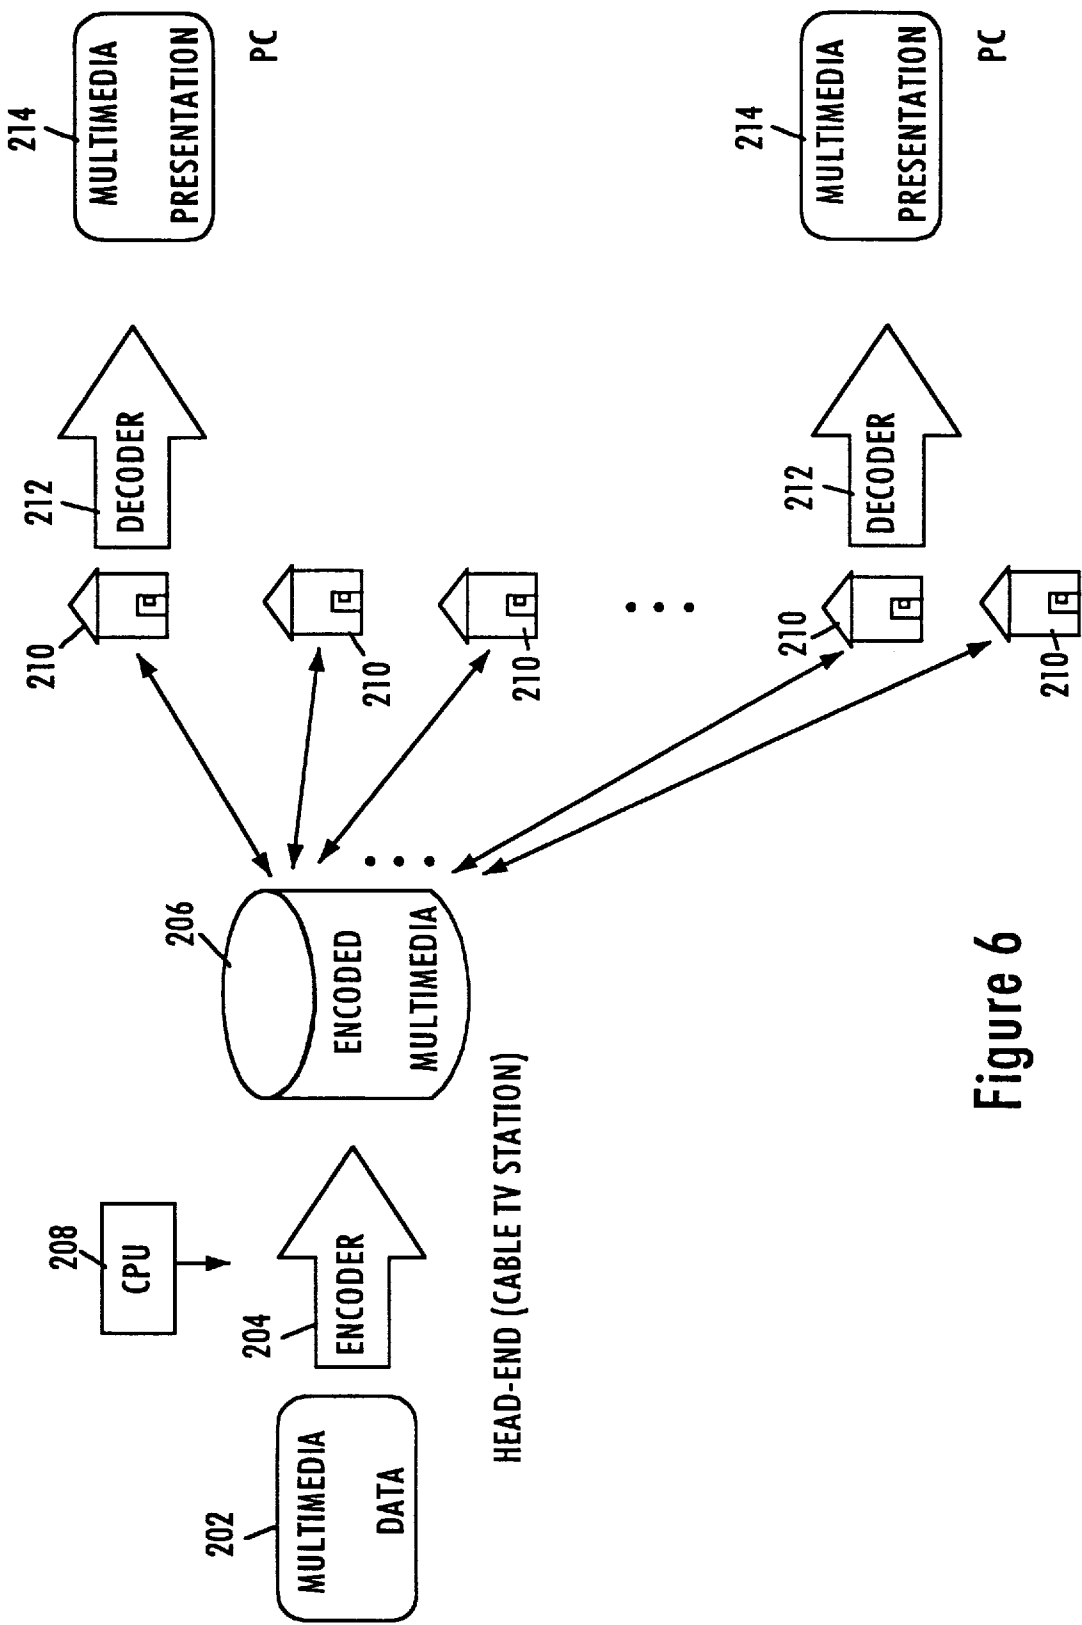 202
MULTIMEDIA
DATA
208
CPU
204
ENCODER
HEAD-END (CABLE TV STATION)
206
ENCODED
MULTIMEDIA
210
210
210
210
210
212
DECODER
212
DECODER
214
MULTIMEDIA
PRESENTATION
PC
214
MULTIMEDIA
PRESENTATION
PC
Figure 6